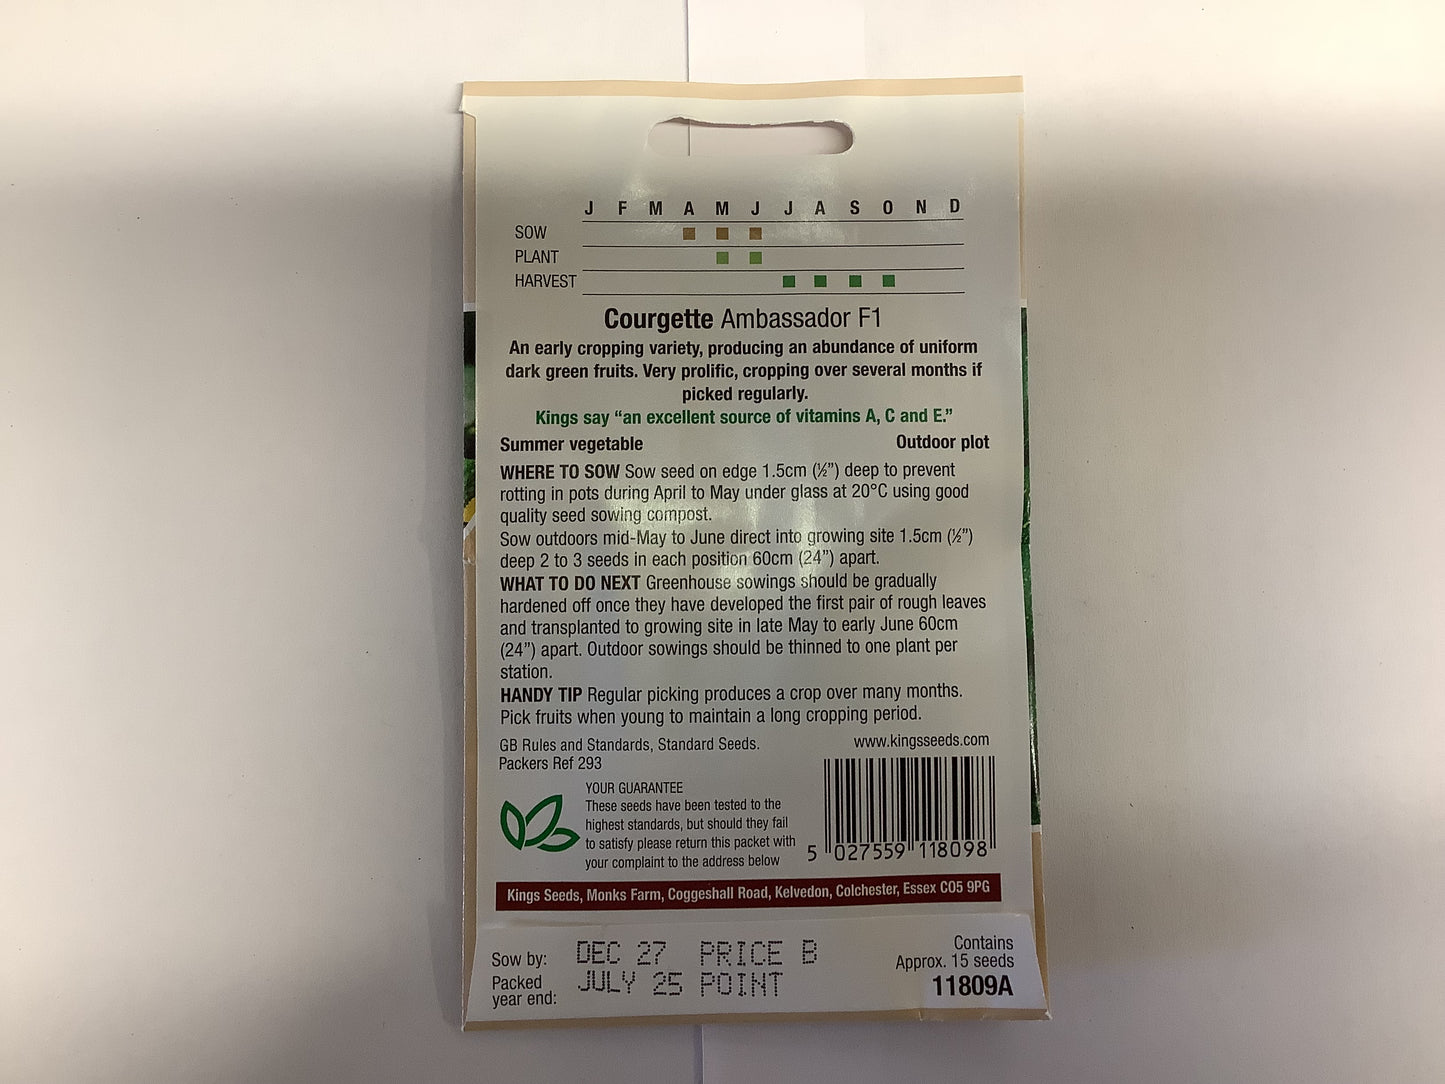 J F M A M J J A S O N D
SOW
PLANT
HARVEST
Courgette Ambassador F1
An early cropping variety, producing an abundance of uniform
dark green fruits. Very prolific, cropping over several months if
picked regularly.
Kings say “an excellent source of vitamins A, C and E.”
Summer vegetable Outdoor plot
WHERE TO SOW Sow seed on edge 1.5cm (½”) deep to prevent
rotting in pots during April to May under glass at 20°C using good
quality seed sowing compost.
Sow outdoors mid-May to June direct into growing site 1.5cm (½”)
deep 2 to 3 seeds in each position 60cm (24”) apart.
WHAT TO DO NEXT Greenhouse sowings should be gradually
hardened off once they have developed the first pair of rough leaves
and transplanted to growing site in late May to early June 60cm
(24”) apart. Outdoor sowings should be thinned to one plant per
station.
HANDY TIP Regular picking produces a crop over many months.
Pick fruits when young to maintain a long cropping period.
GB Rules and Standards, Standard Seeds. www.kingsseeds.com
Packers Ref 293
YOUR GUARANTEE
These seeds have been tested to the
highest standards, but should they fail
to satisfy please return this packet with
your complaint to the address below
5 027559 118098
Kings Seeds, Monks Farm, Coggeshall Road, Kelvedon, Colchester, Essex CO5 9PG
Sow by: DEC 27 PRICE B
Packed
year end: JULY 25 POINT
Contains
Approx. 15 seeds
11809A